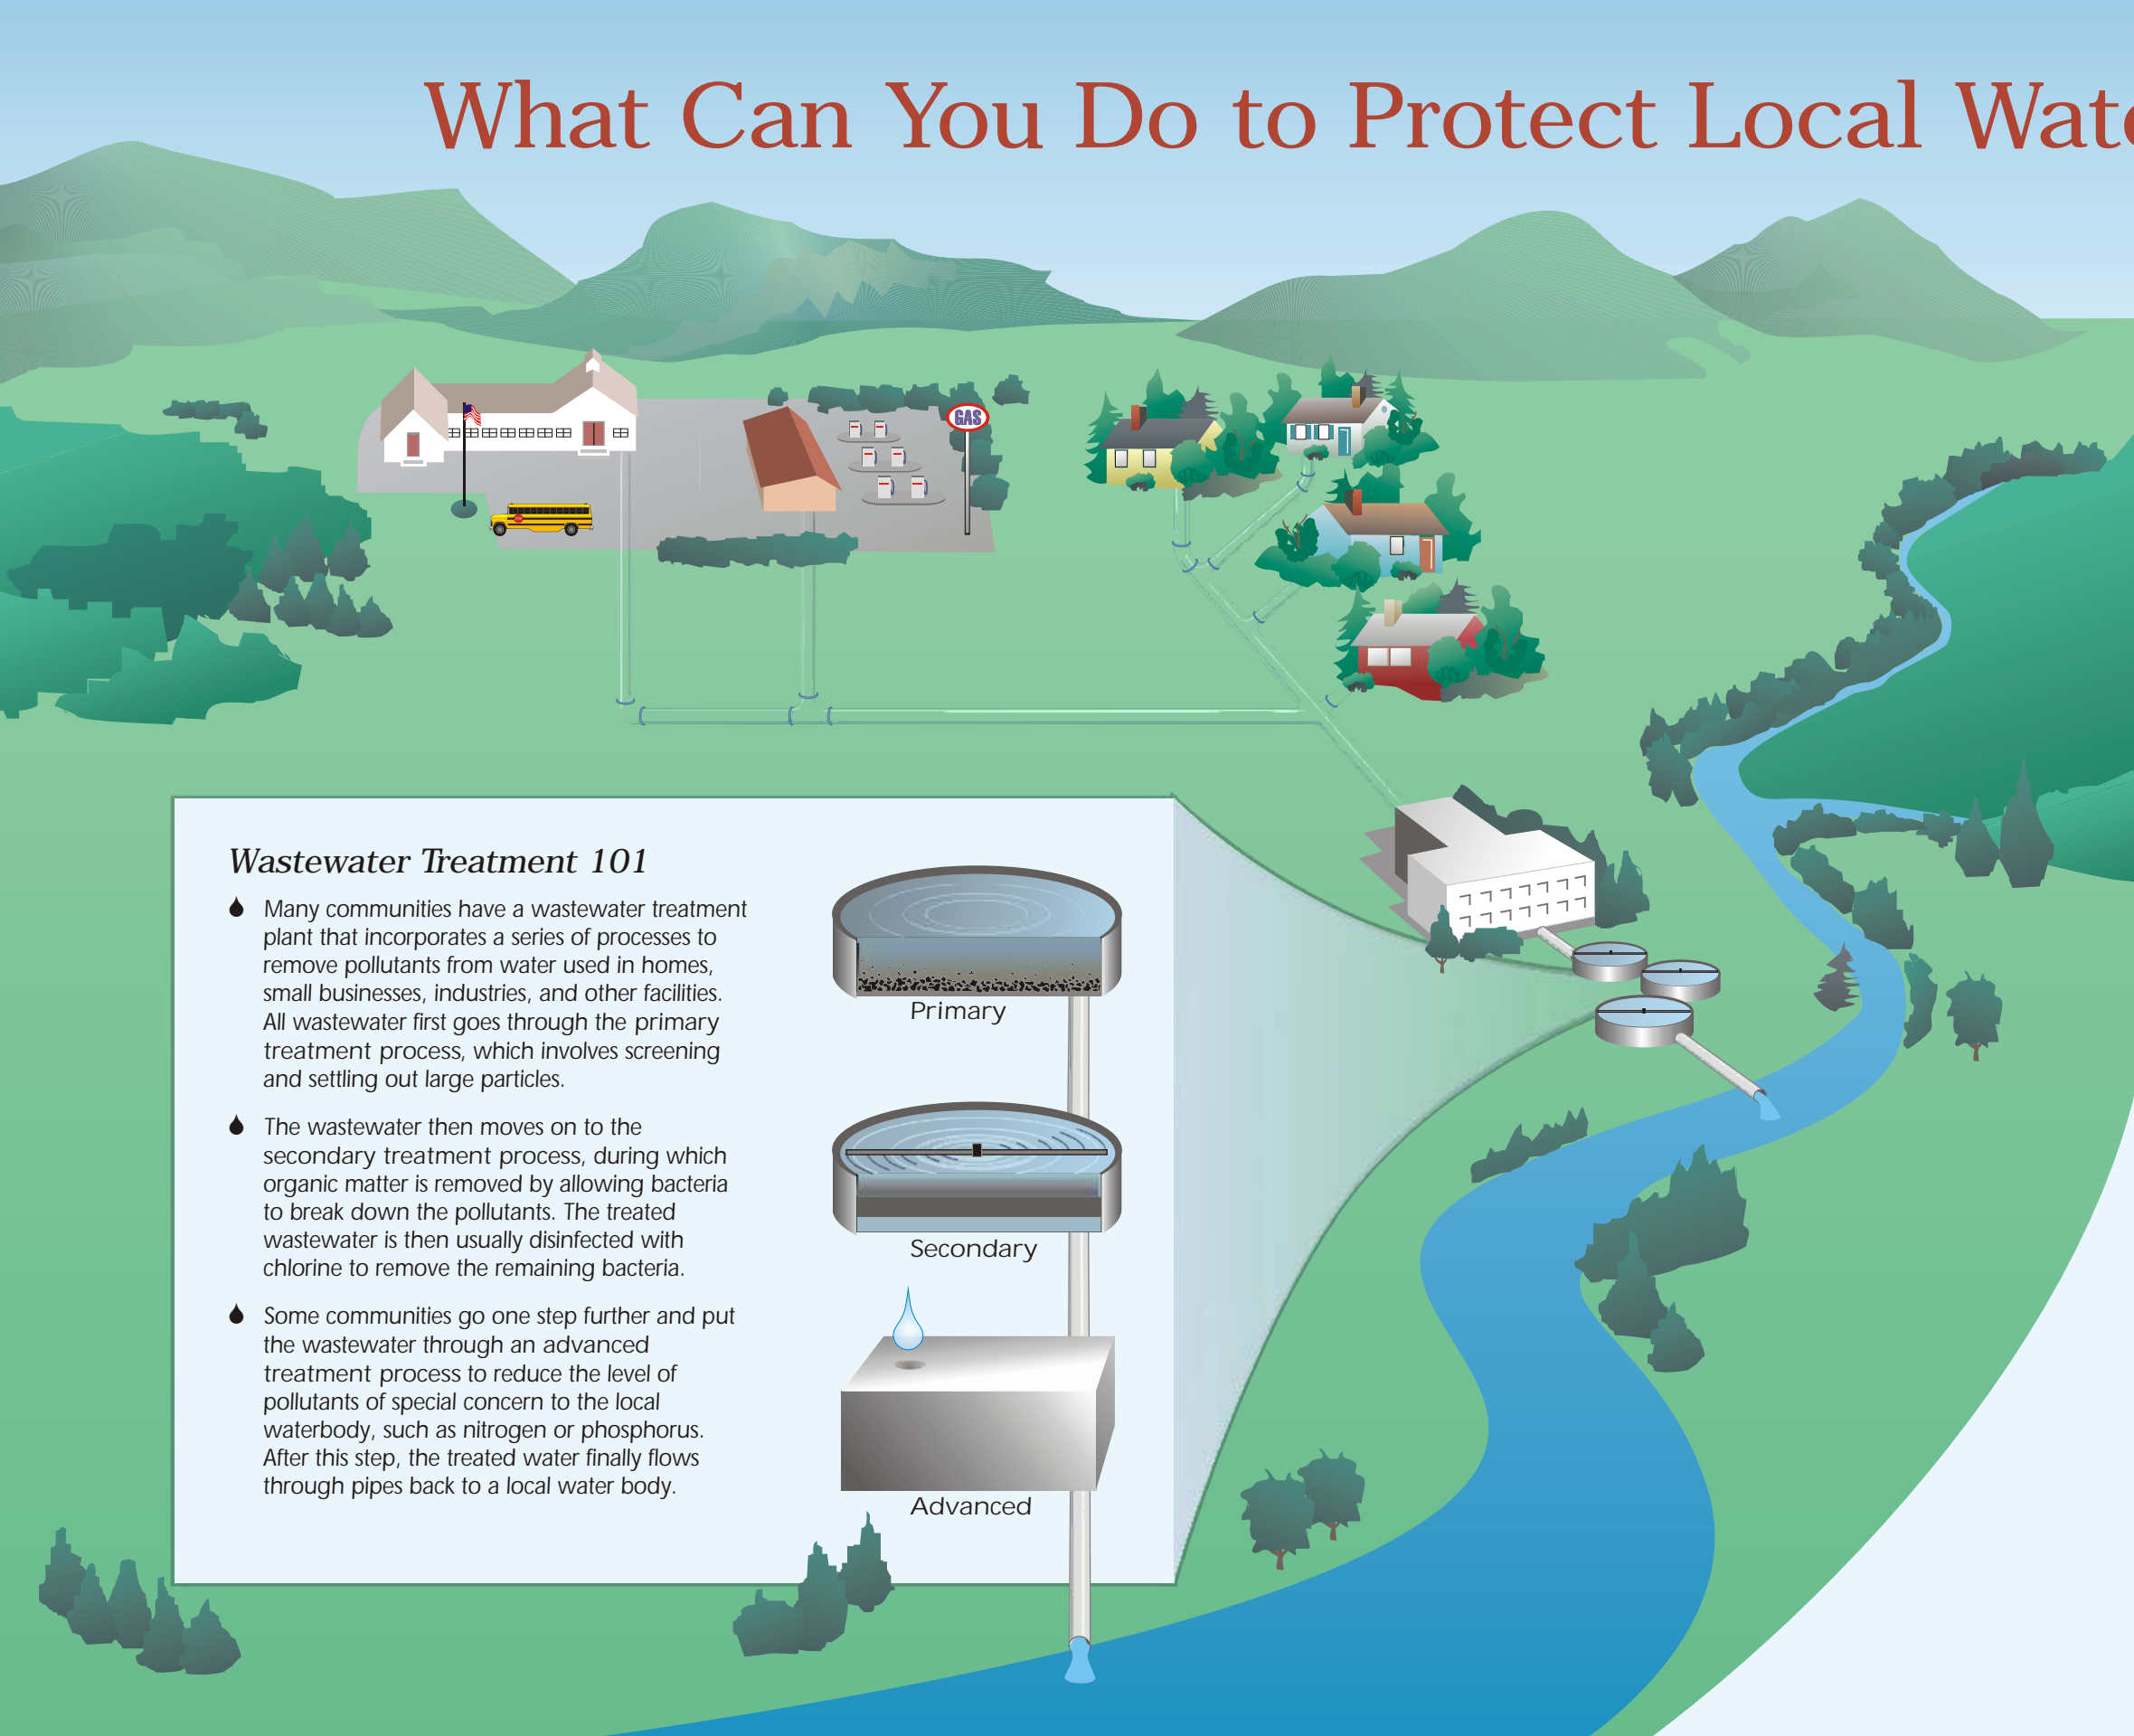 What Can You Do to Protect Local Wate
GAS
Wastewater Treatment 101
Many communities have a wastewater treatment
plant that incorporates a series of processes to
remove pollutants from water used in homes,
small businesses, industries, and other facilities.
All wastewater first goes through the primary
treatment process, which involves screening
and settling out large particles.
The wastewater then moves on to the
secondary treatment process, during which
organic matter is removed by allowing bacteria
to break down the pollutants. The treated
wastewater is then usually disinfected with
chlorine to remove the remaining bacteria.
Some communities go one step further and put
the wastewater through an advanced
treatment process to reduce the level of
pollutants of special concern to the local
waterbody, such as nitrogen or phosphorus.
After this step, the treated water finally flows
through pipes back to a local water body.
Primary
Secondary
Advanced